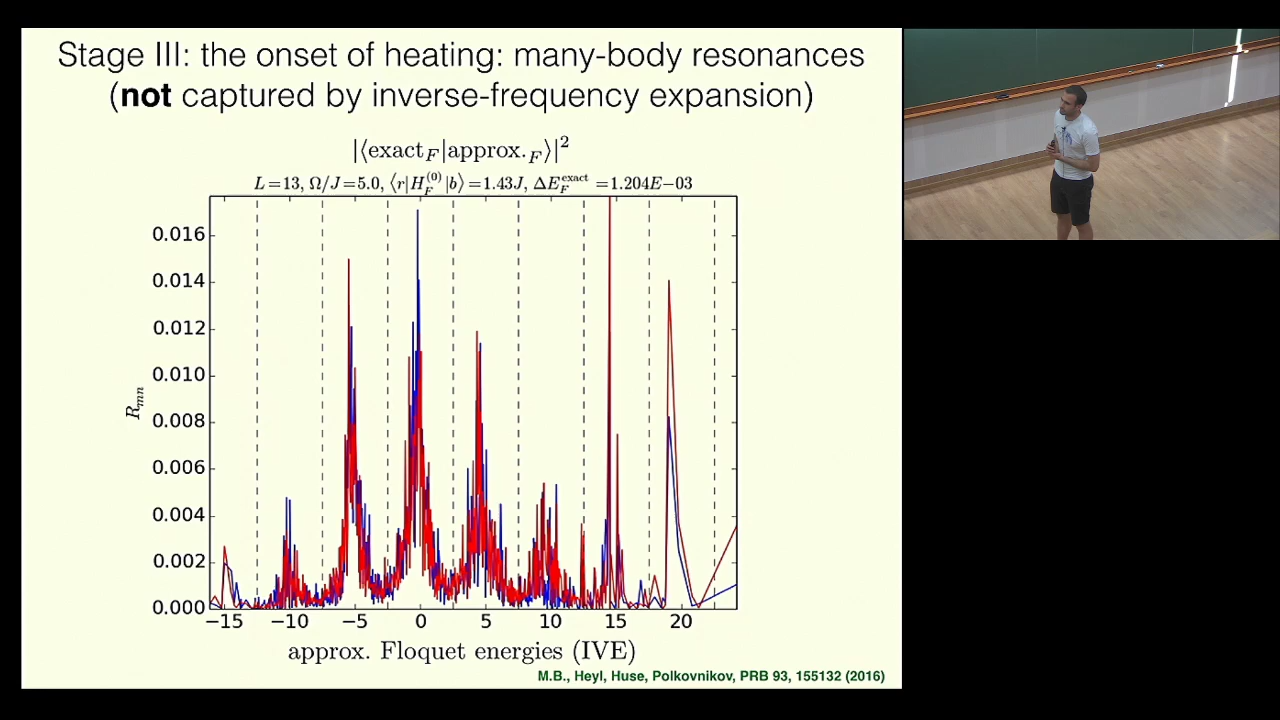 Stage III: the onset of heating: many-body resonances
(not captured by inverse-frequency expansion)
|⟨exact_F|approx._F⟩|²
L=13, Ω/J=5.0, ⟨r|H_F^(0)|b⟩=1.43J, ΔE_F^exact =1.204E−03
0.016
0.014
0.012
0.010
0.008
0.006
0.004
0.002
0.000
R_mn
−15 −10 −5 0 5 10 15 20
approx. Floquet energies (IVE)
M.B., Heyl, Huse, Polkovnikov, PRB 93, 155132 (2016)